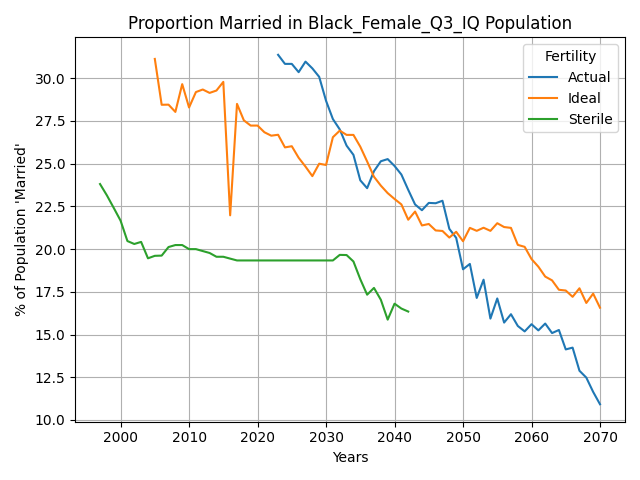 Proportion Married in Black_Female_Q3_IQ Population
% of Population 'Married'
30.0
27.5
25.0
22.5
20.0
17.5
15.0
12.5
10.0
Fertility
Actual
Ideal
Sterile
2000 2010 2020 2030 2040 2050 2060 2070
Years